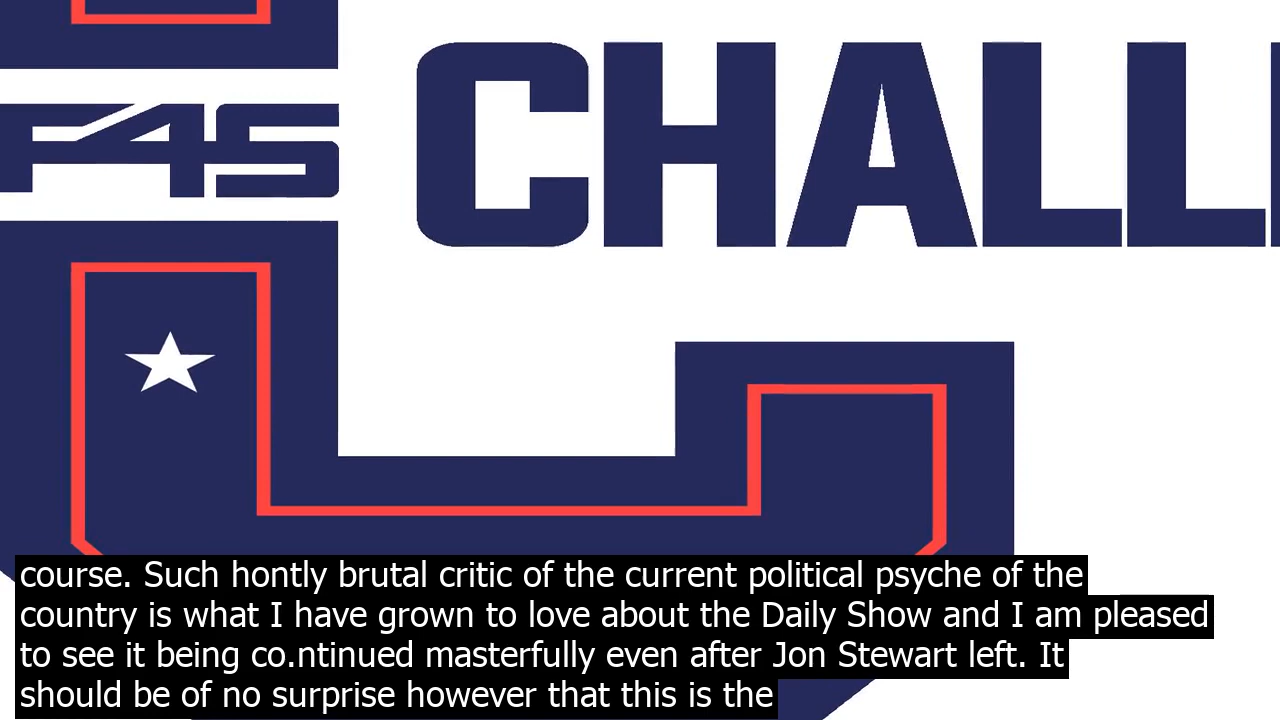 F45
CHALL
course. Such hontly brutal critic of the current political psyche of the
country is what I have grown to love about the Daily Show and I am pleased
to see it being co.ntinued masterfully even after Jon Stewart left. It
should be of no surprise however that this is the